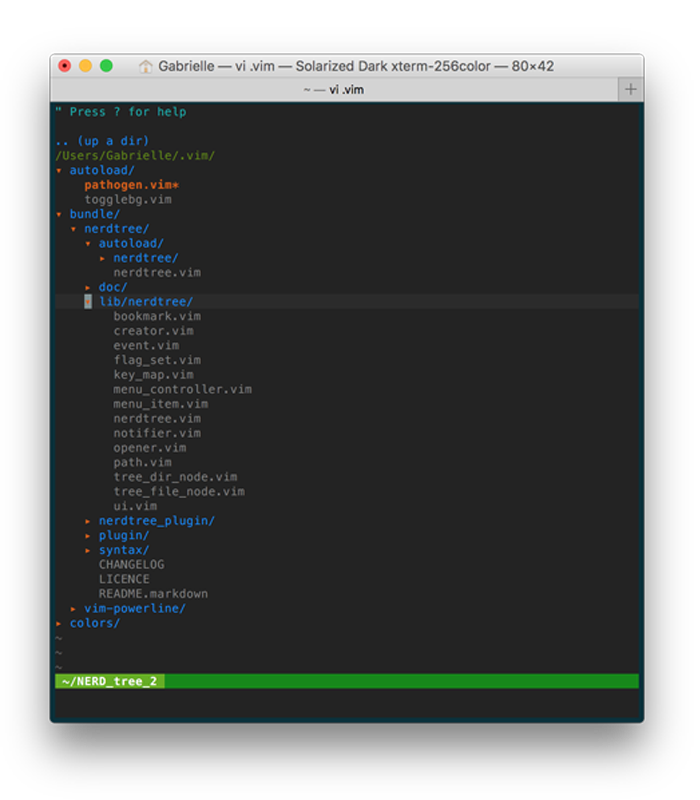 Gabrielle — vi .vim — Solarized Dark xterm-256color — 80×42
~ — vi .vim
" Press ? for help
.. (up a dir)
/Users/Gabrielle/.vim/
▾ autoload/
pathogen.vim*
togglebg.vim
▾ bundle/
▾ nerdtree/
▾ autoload/
▸ nerdtree/
nerdtree.vim
▸ doc/
▾ lib/nerdtree/
bookmark.vim
creator.vim
event.vim
flag_set.vim
key_map.vim
menu_controller.vim
menu_item.vim
nerdtree.vim
notifier.vim
opener.vim
path.vim
tree_dir_node.vim
tree_file_node.vim
ui.vim
▸ nerdtree_plugin/
▸ plugin/
▸ syntax/
CHANGELOG
LICENCE
README.markdown
▸ vim-powerline/
▸ colors/
~
~
~
~/NERD_tree_2